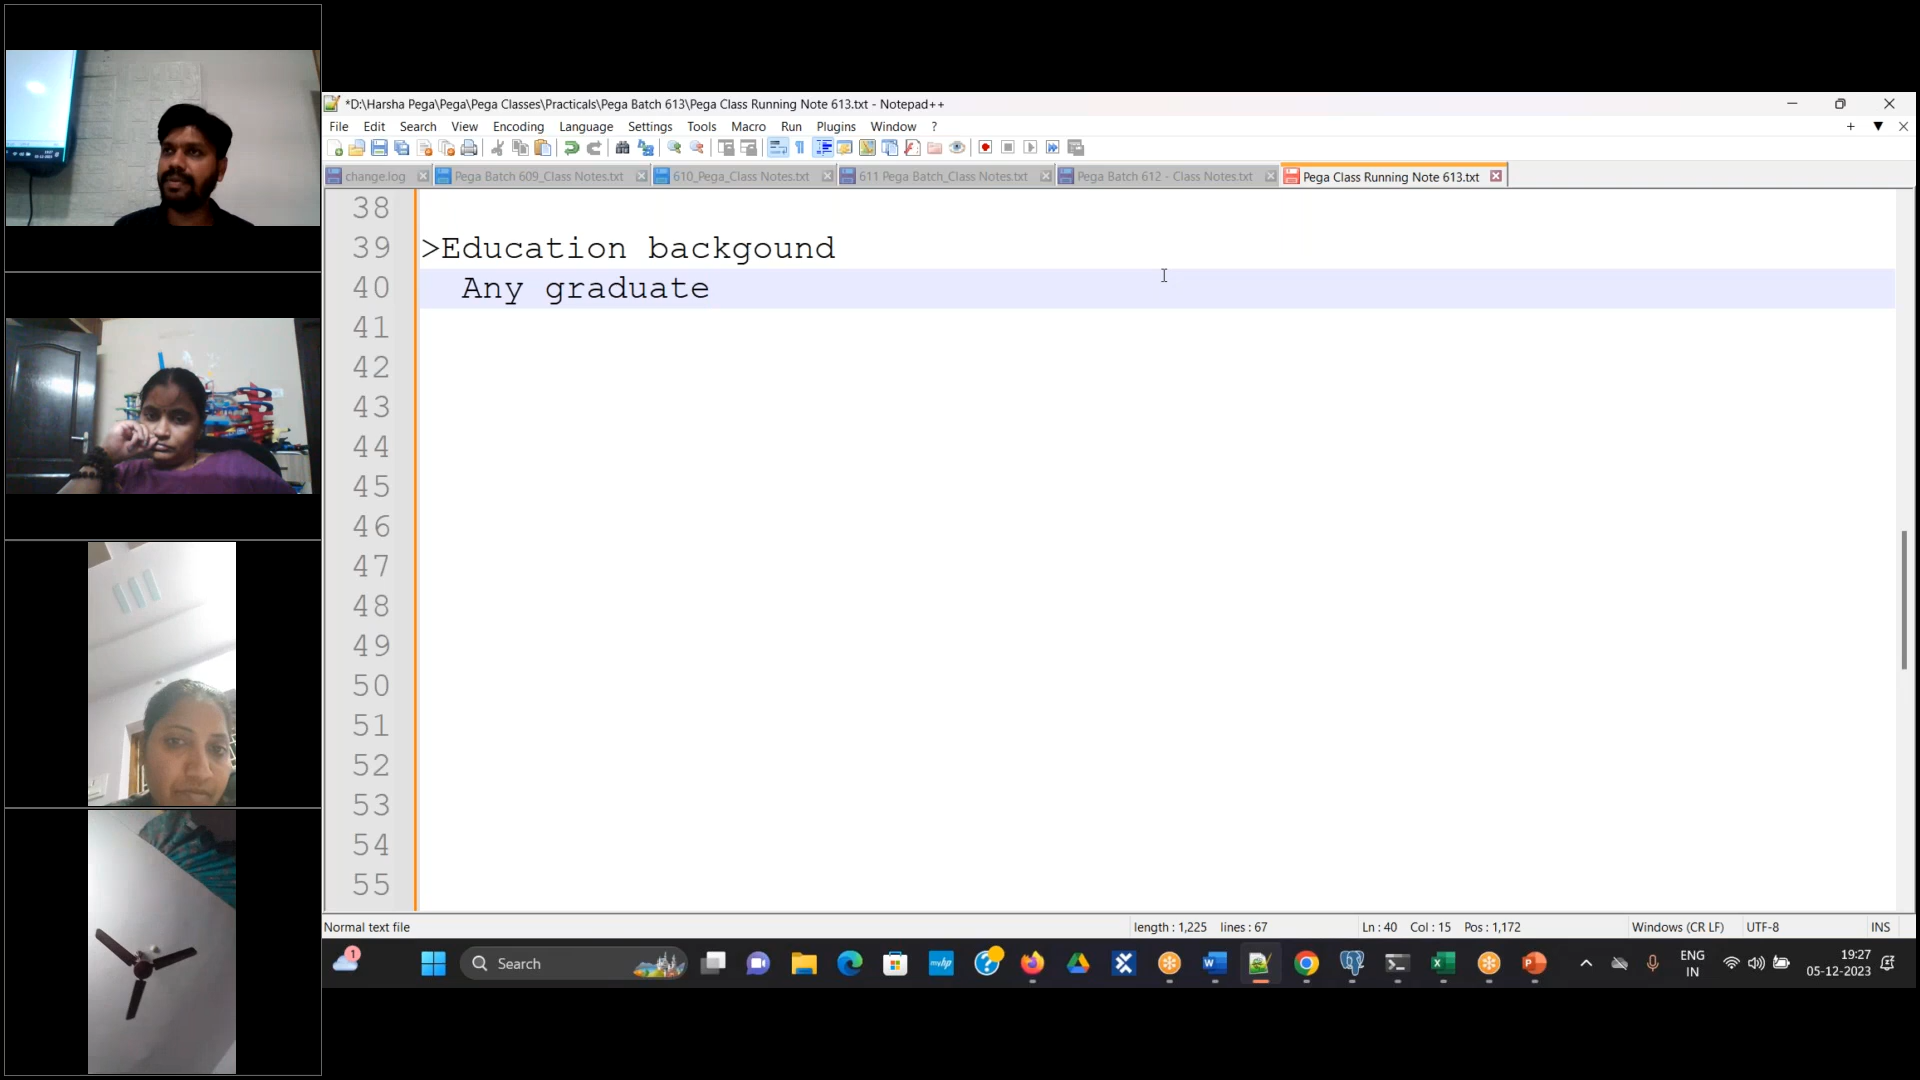 *D:\Harsha Pega\Pega\Pega Classes\Practicals\Pega Batch 613\Pega Class Running Note 613.txt - Notepad++
File Edit Search View Encoding Language Settings Tools Macro Run Plugins Window ?
change.log Pega Batch 609_Class Notes.txt 610_Pega_Class Notes.txt 611 Pega Batch_Class Notes.txt Pega Batch 612 - Class Notes.txt Pega Class Running Note 613.txt
38
39 >Education backgound
40 Any graduate
41
42
43
44
45
46
47
48
49
50
51
52
53
54
55
Normal text file length : 1,225 lines : 67 Ln : 40 Col : 15 Pos : 1,172 Windows (CR LF) UTF-8 INS
1 Search myhp ENG IN 19:27 05-12-2023